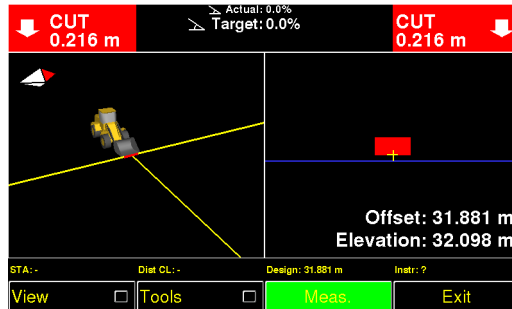 CUT
0.216 m
Actual: 0.0%
Target: 0.0%
CUT
0.216 m
Offset: 31.881 m
Elevation: 32.098 m
STA: -
Dist CL: -
Design: 31.881 m
Instr: ?
View
Tools
Meas.
Exit